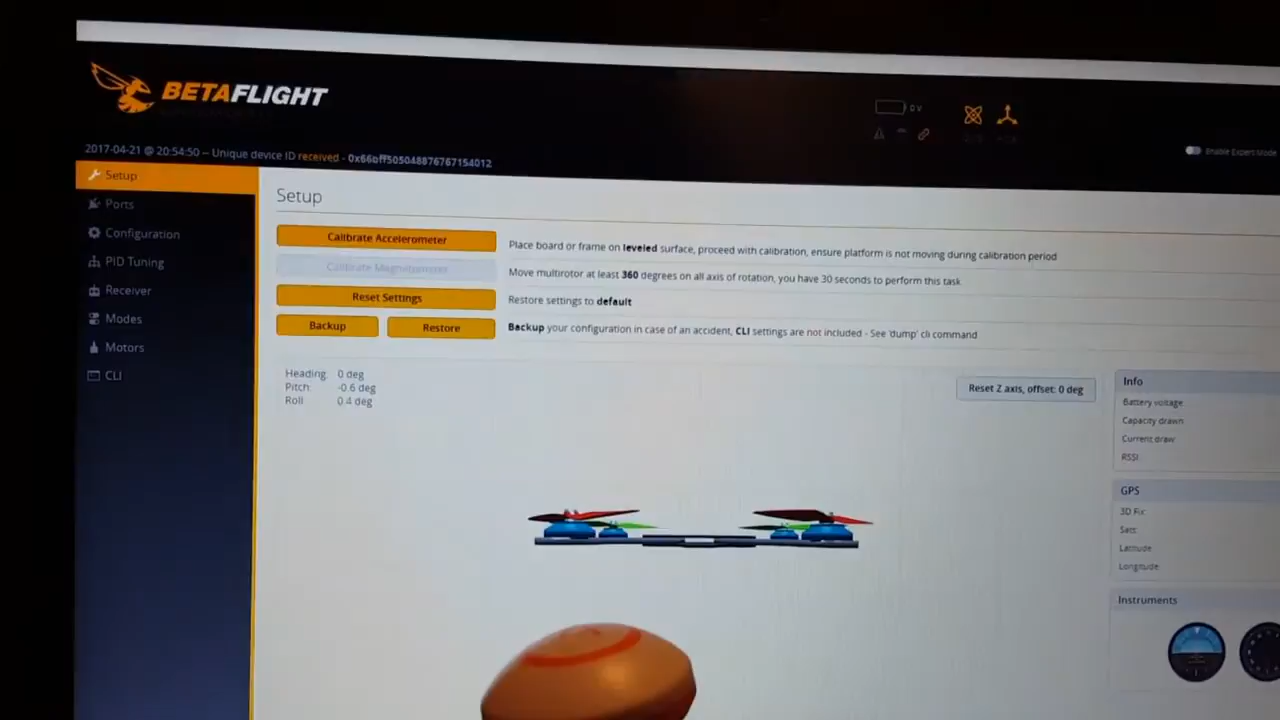 BETAFLIGHT
0 V
2017-04-21 @ 20:54:50 -- Unique device ID received - 0x66bff505048876767154012
Enable Expert Mode
Setup
Ports
Configuration
PID Tuning
Receiver
Modes
Motors
CLI
Setup
Calibrate Accelerometer
Place board or frame on leveled surface, proceed with calibration, ensure platform is not moving during calibration period
Calibrate Magnetometer
Move multirotor at least 360 degrees on all axis of rotation, you have 30 seconds to perform this task.
Reset Settings
Restore settings to default
Backup
Restore
Backup your configuration in case of an accident, CLI settings are not included - See 'dump' cli command
Heading: 0 deg
Pitch: -0.6 deg
Roll: 0.4 deg
Reset Z axis, offset: 0 deg
Info
Battery voltage:
Capacity drawn:
Current draw:
RSSI:
GPS
3D Fix:
Sats:
Latitude:
Longitude:
Instruments